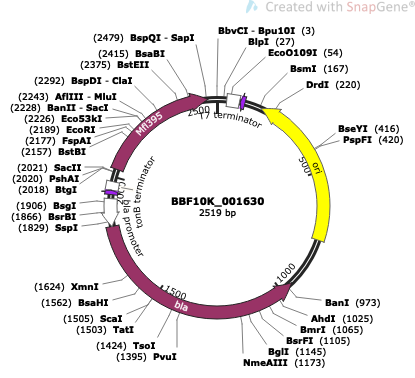 Created with SnapGene®
BbvCI - Bpu10I (3)
BlpI (27)
EcoO109I (54)
BsmI (167)
DrdI (220)
BseYI (416)
PspFI (420)
BanI (973)
AhdI (1025)
BmrI (1065)
BsrFI (1105)
BglI (1145)
NmeAIII (1173)
(2479) BspQI - SapI
(2415) BsaBI
(2375) BstEII
(2292) BspDI - ClaI
(2243) AflIII - MluI
(2228) BanII - SacI
(2226) Eco53kI
(2189) EcoRI
(2177) FspAI
(2157) BstBI
(2021) SacII
(2020) PshAI
(2018) BtgI
(1906) BsgI
(1866) BsrBI
(1829) SspI
(1624) XmnI
(1562) BsaHI
(1505) ScaI
(1503) TatI
(1424) TsoI
(1395) PvuI
2500
T7 terminator
Mfl395
tonB terminator
bla promoter
BBF10K_001630
2519 bp
ori
500
1000
1500
bla